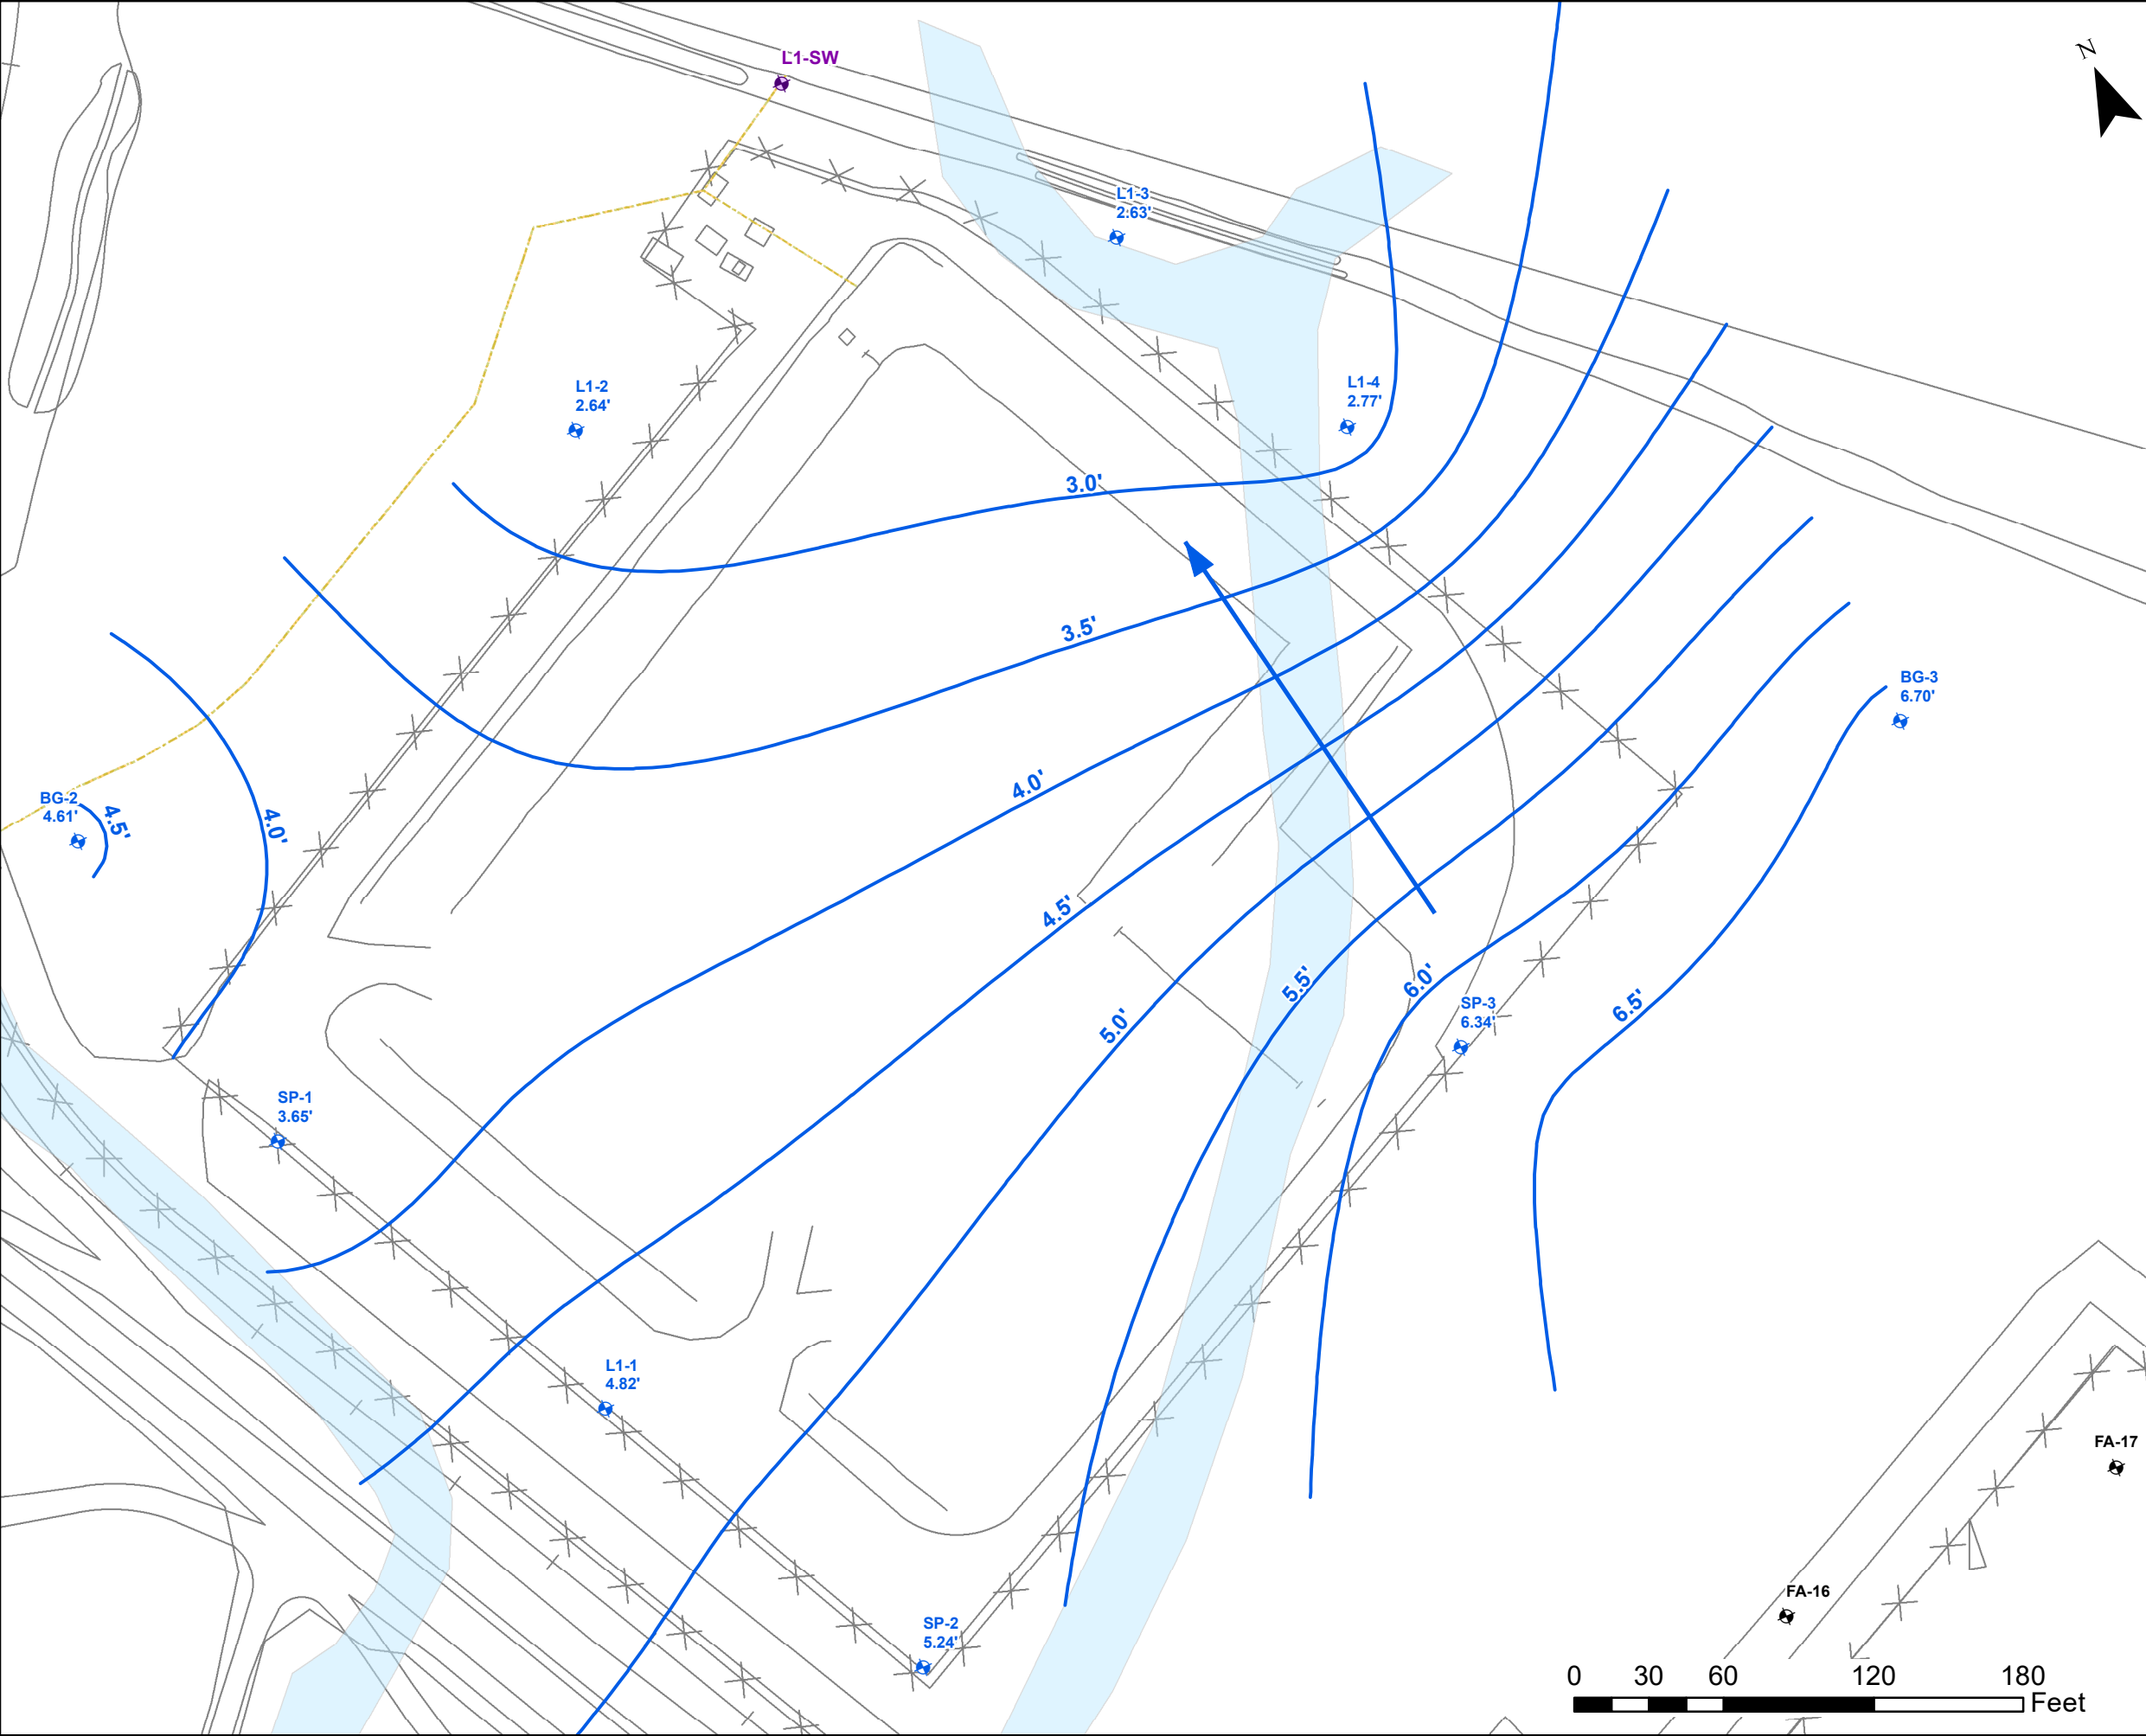 N
L1-SW
L1-3
2.63'
L1-2
2.64'
L1-4
2.77'
3.0'
3.5'
BG-3
6.70'
4.0'
BG-2
4.61'
4.5'
4.0'
4.5'
5.5'
6.0'
SP-3
6.34'
6.5'
5.0'
SP-1
3.65'
L1-1
4.82'
FA-17
FA-16
SP-2
5.24'
0 30 60 120 180
Feet